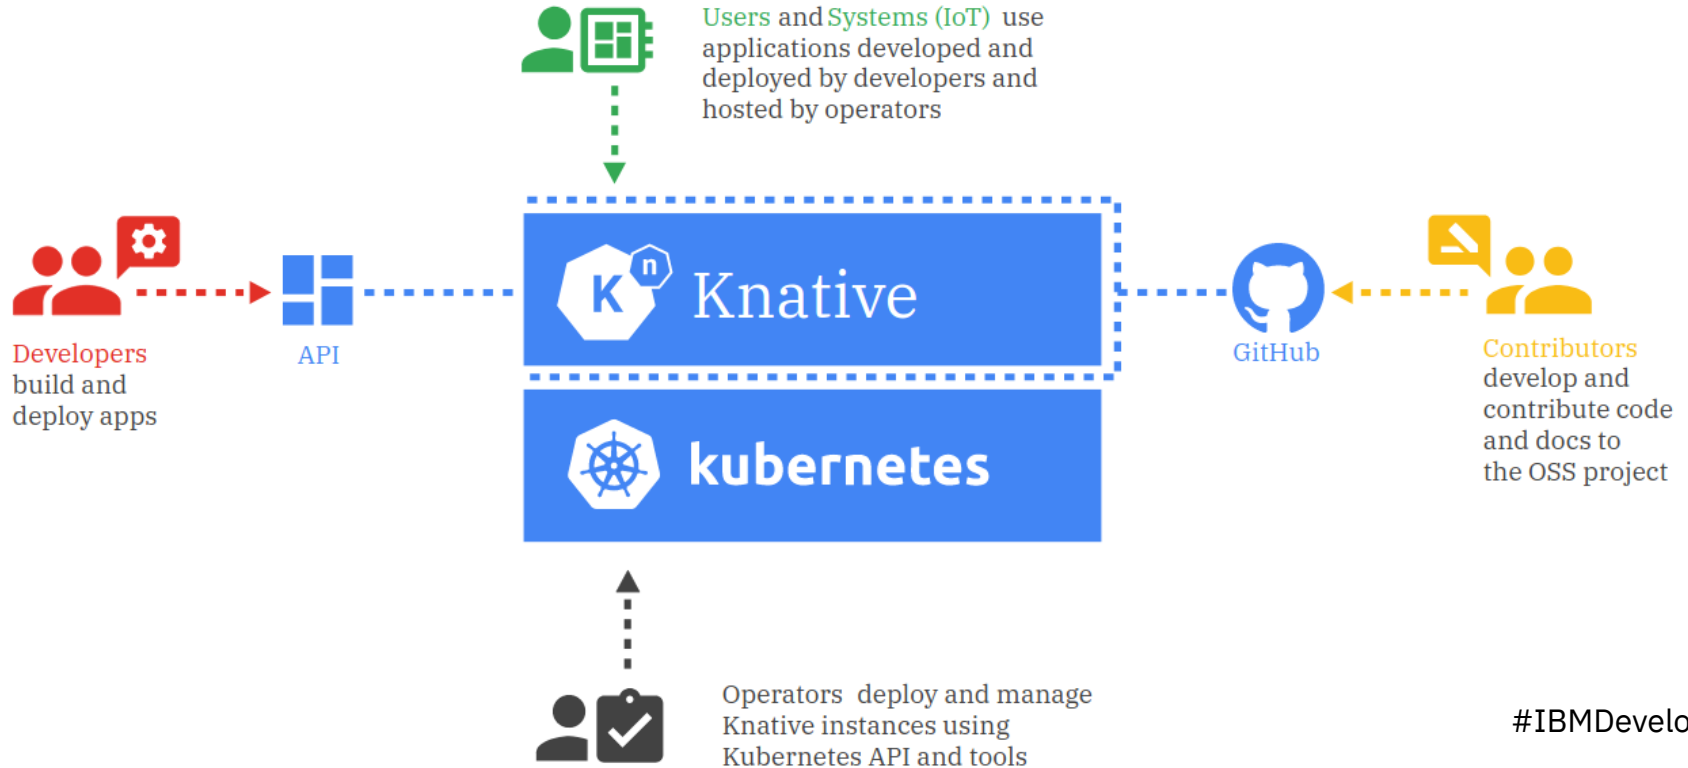 Users and Systems (IoT) use
applications developed and
deployed by developers and
hosted by operators
K n Knative
Developers
build and
deploy apps
API
GitHub
Contributors
develop and
contribute code
and docs to
the OSS project
kubernetes
Operators deploy and manage
Knative instances using
Kubernetes API and tools
#IBMDevelo